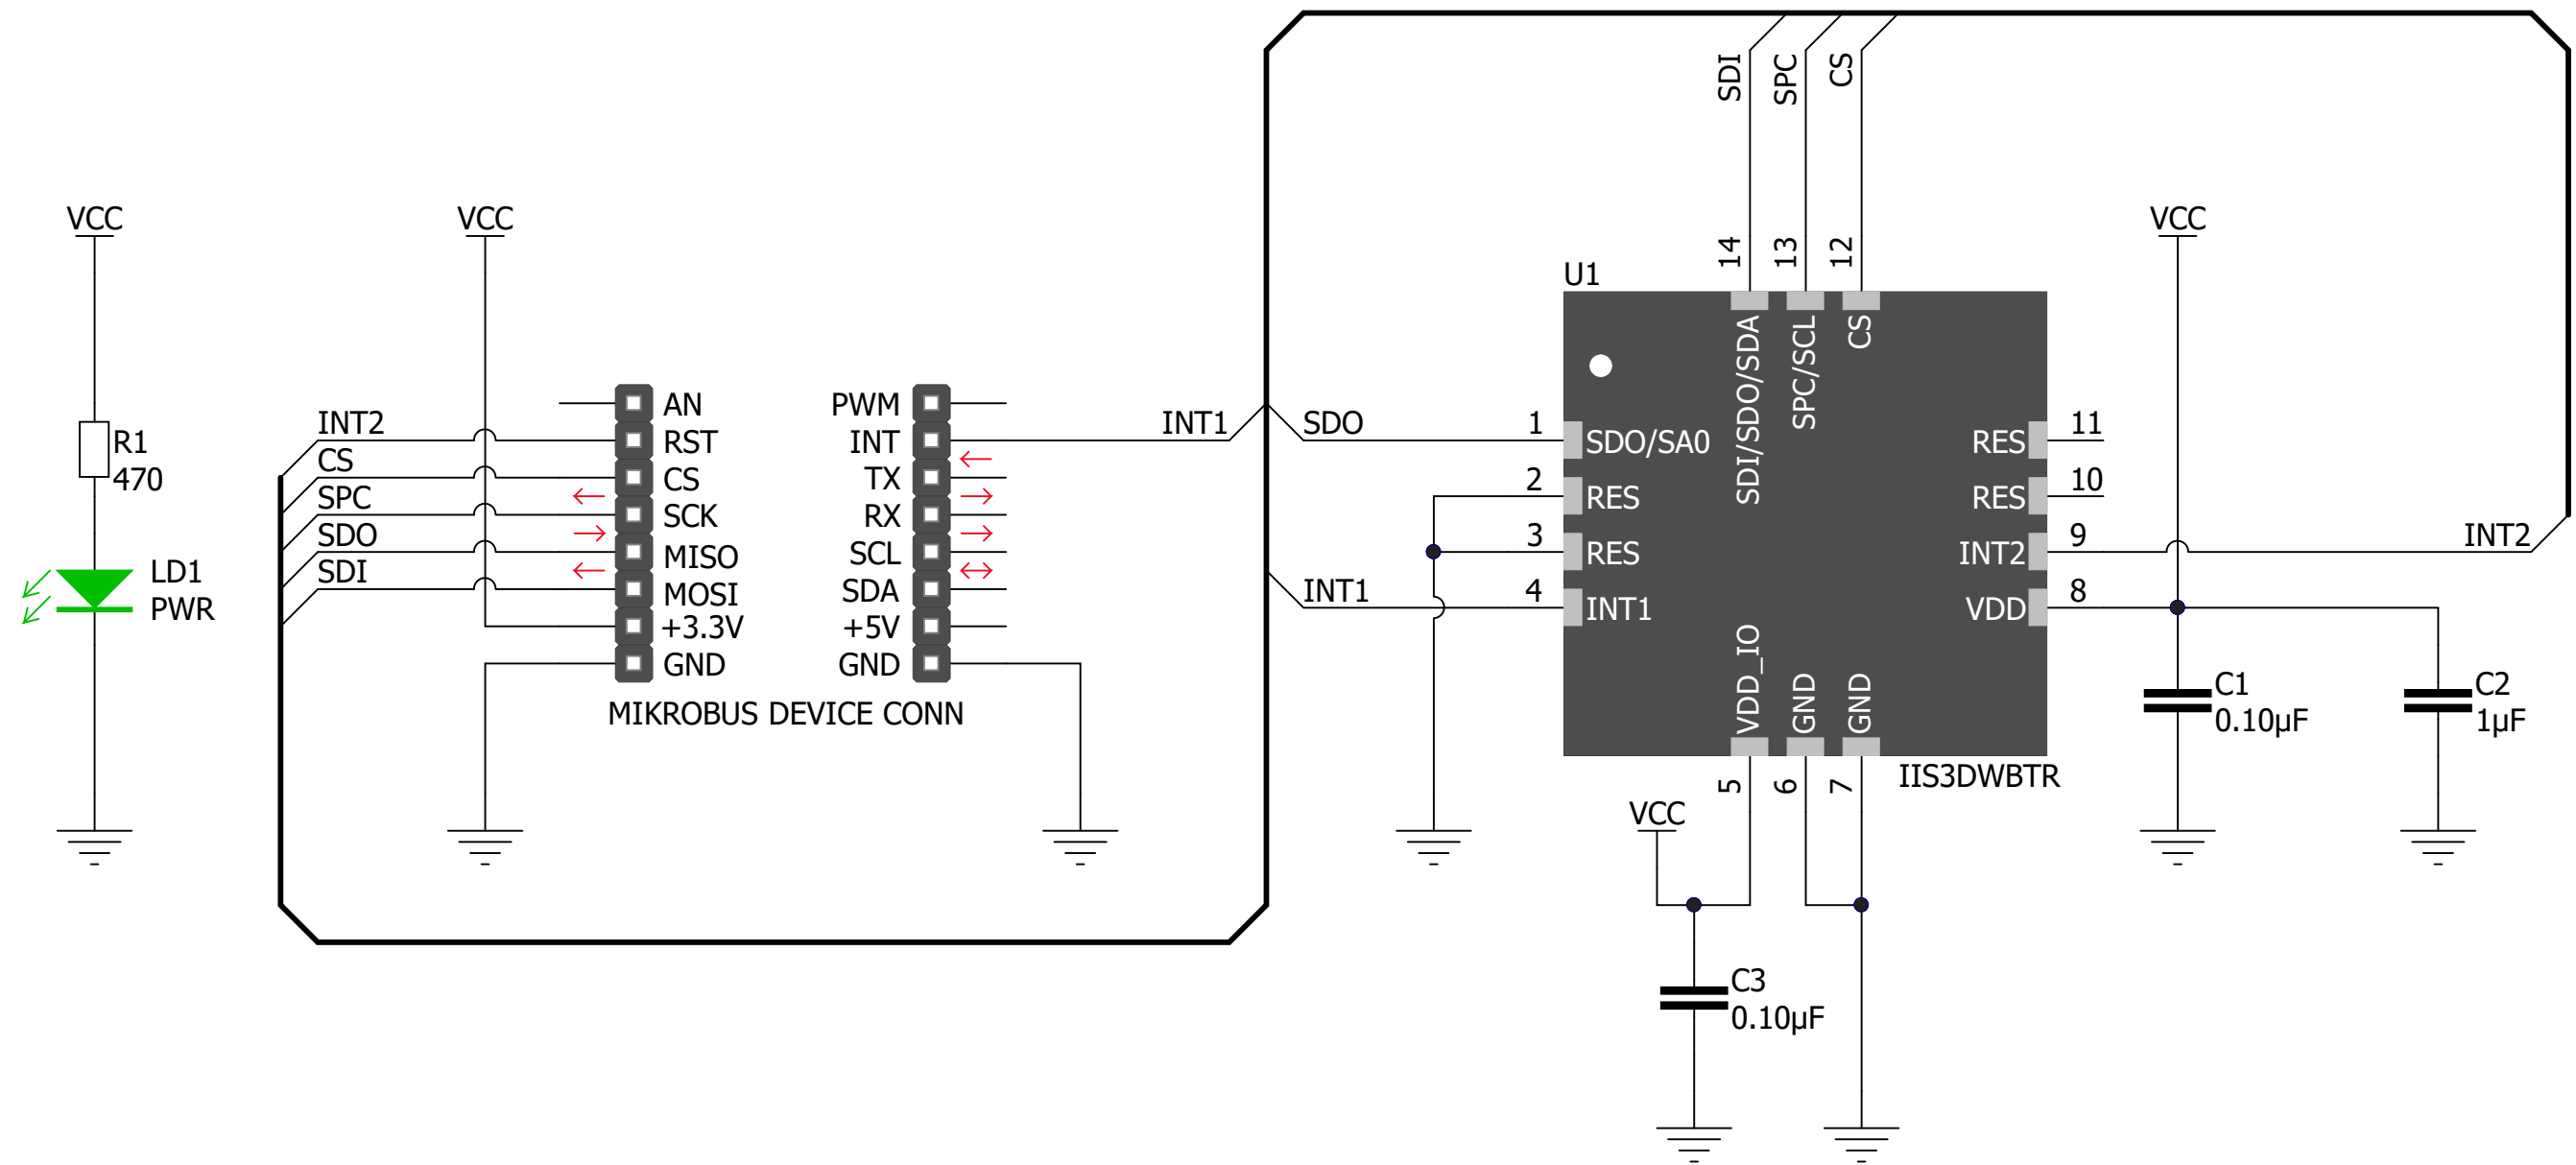 VCC
R1
470
LD1
PWR
VCC
INT2
CS
SPC
SDO
SDI
AN
RST
CS
SCK
MISO
MOSI
+3.3V
GND
PWM
INT
TX
RX
SCL
SDA
+5V
GND
MIKROBUS DEVICE CONN
INT1
SDO
INT1
SDI
SPC
CS
14
13
12
U1
SDI/SDO/SDA
SPC/SCL
CS
1
SDO/SA0
2
RES
3
RES
4
INT1
RES
11
RES
10
INT2
9
VDD
8
VDD_IO
GND
GND
5
6
7
IIS3DWBTR
VCC
C3
0.10µF
VCC
INT2
C1
0.10µF
C2
1µF